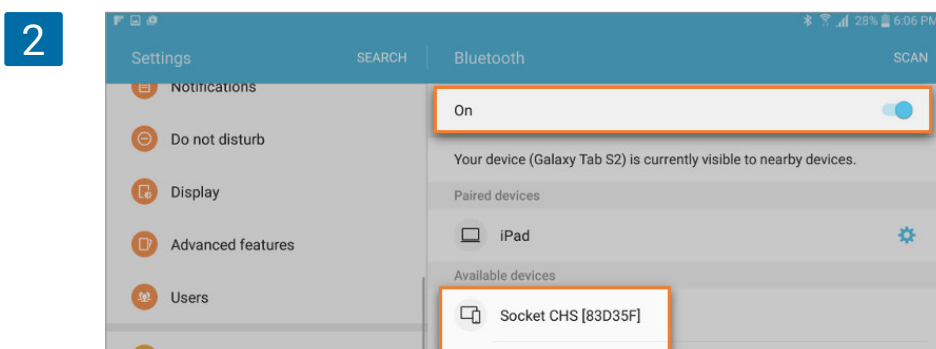 2
28% 6:06 PM
Settings SEARCH Bluetooth SCAN
Notifications
Do not disturb
Display
Advanced features
Users
On
Your device (Galaxy Tab S2) is currently visible to nearby devices.
Paired devices
iPad
Available devices
Socket CHS [83D35F]